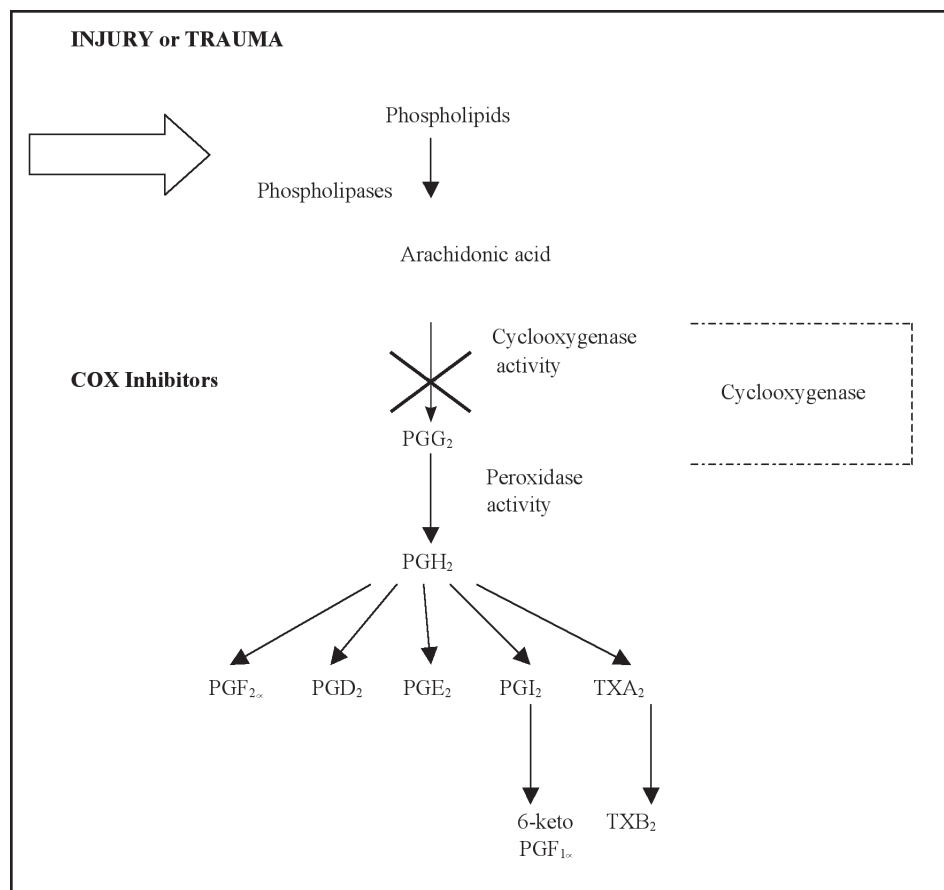 INJURY or TRAUMA
Phospholipids
Phospholipases
Arachidonic acid
Cyclooxygenase
activity
COX Inhibitors
Cyclooxygenase
PGG₂
Peroxidase
activity
PGH₂
PGF₂∝ PGD₂ PGE₂ PGI₂ TXA₂
6-keto
PGF₁∝
TXB₂